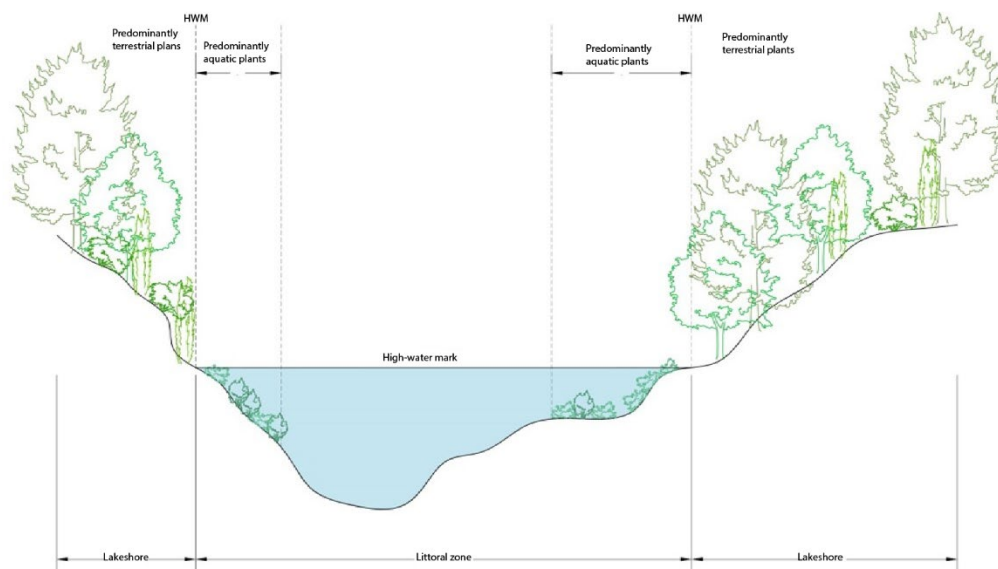 HWM
HWM
Predominantly
terrestrial plans
Predominantly
aquatic plants
Predominantly
aquatic plants
Predominantly
terrestrial plants
High-water mark
Lakeshore
Littoral zone
Lakeshore